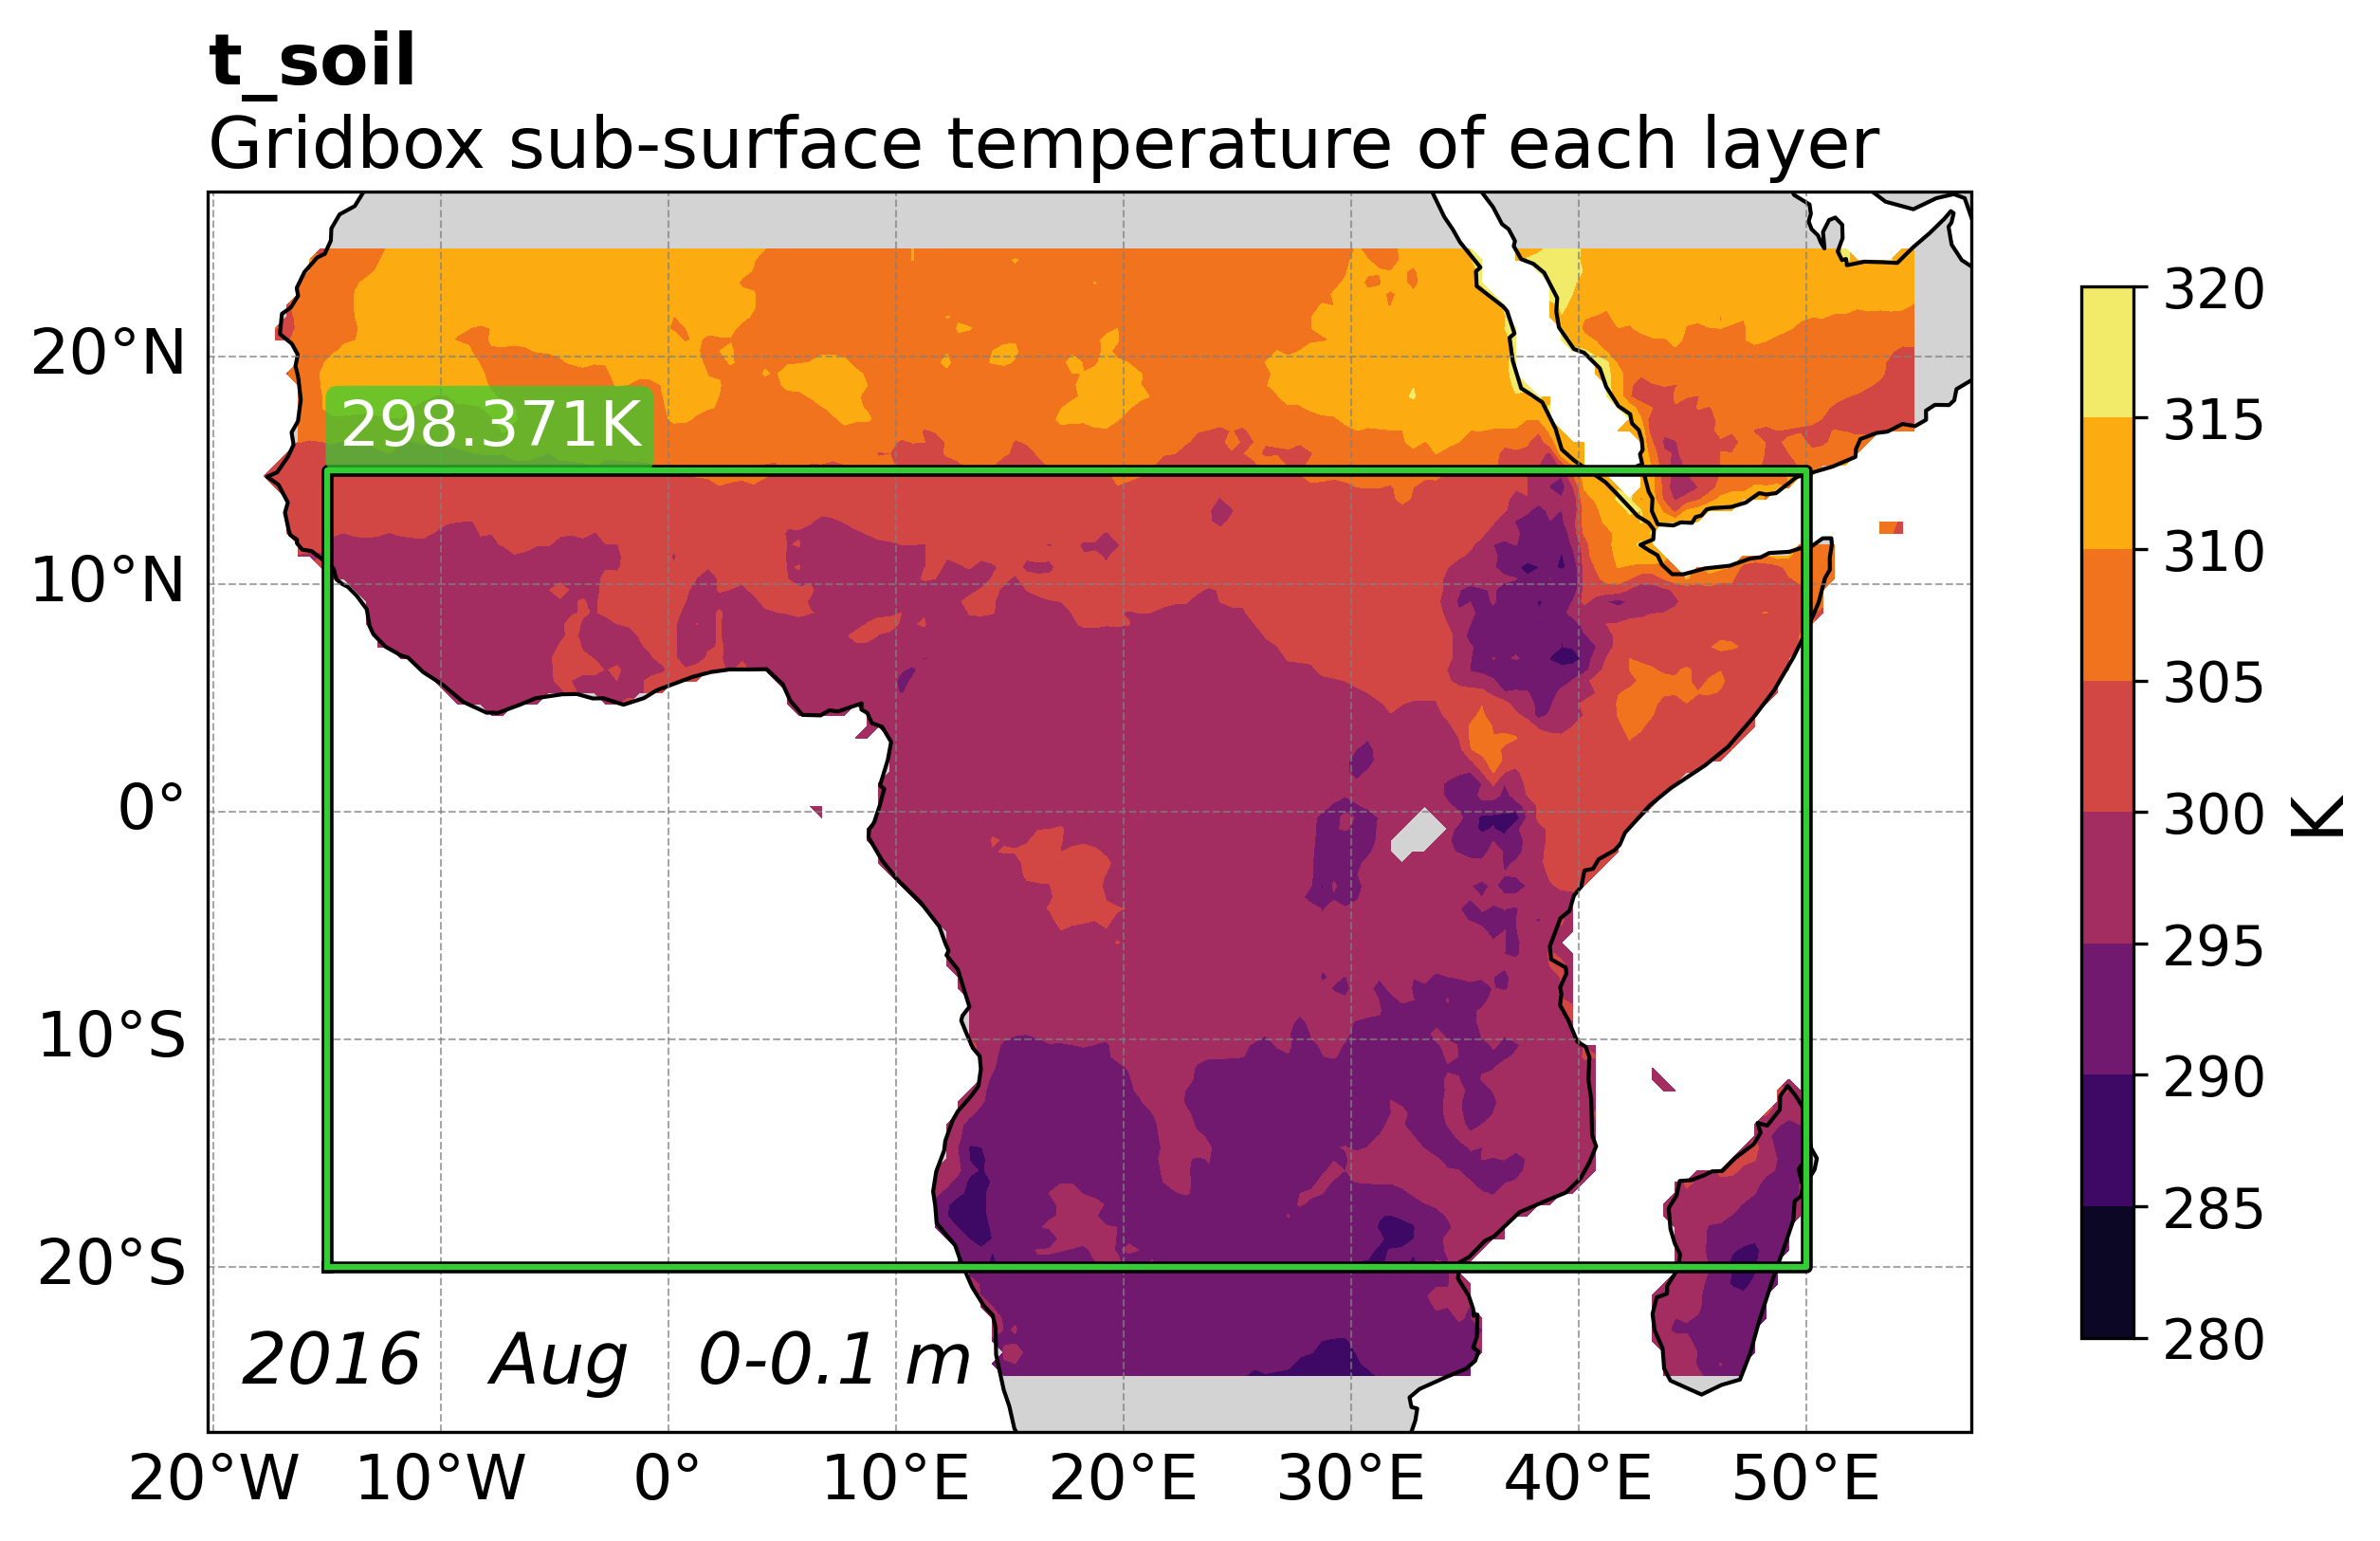 t_soil
Gridbox sub-surface temperature of each layer
20°N
10°N
0°
10°S
20°S
298.371K
2016 Aug 0-0.1 m
20°W 10°W 0° 10°E 20°E 30°E 40°E 50°E
320
315
310
305
300
295
290
285
280
K